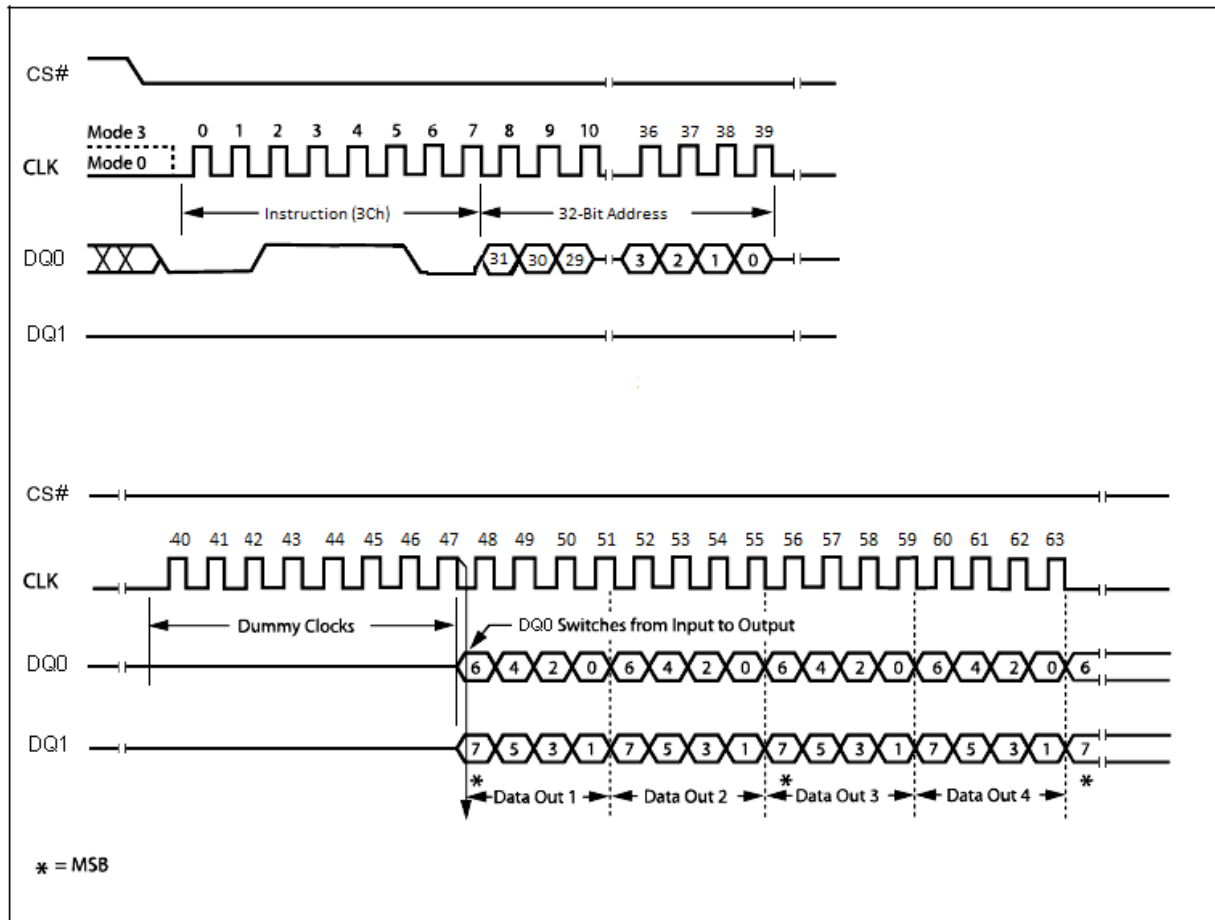 CS#
Mode 3 0 1 2 3 4 5 6 7 8 9 10 36 37 38 39
Mode 0
CLK
Instruction (3Ch) 32-Bit Address
DQ0 31 30 29 3 2 1 0
DQ1
CS#
40 41 42 43 44 45 46 47 48 49 50 51 52 53 54 55 56 57 58 59 60 61 62 63
CLK
Dummy Clocks DQ0 Switches from Input to Output
DQ0 6 4 2 0 6 4 2 0 6 4 2 0 6 4 2 0 6
DQ1 7 5 3 1 7 5 3 1 7 5 3 1 7 5 3 1 7
* * *
Data Out 1 Data Out 2 Data Out 3 Data Out 4
* = MSB